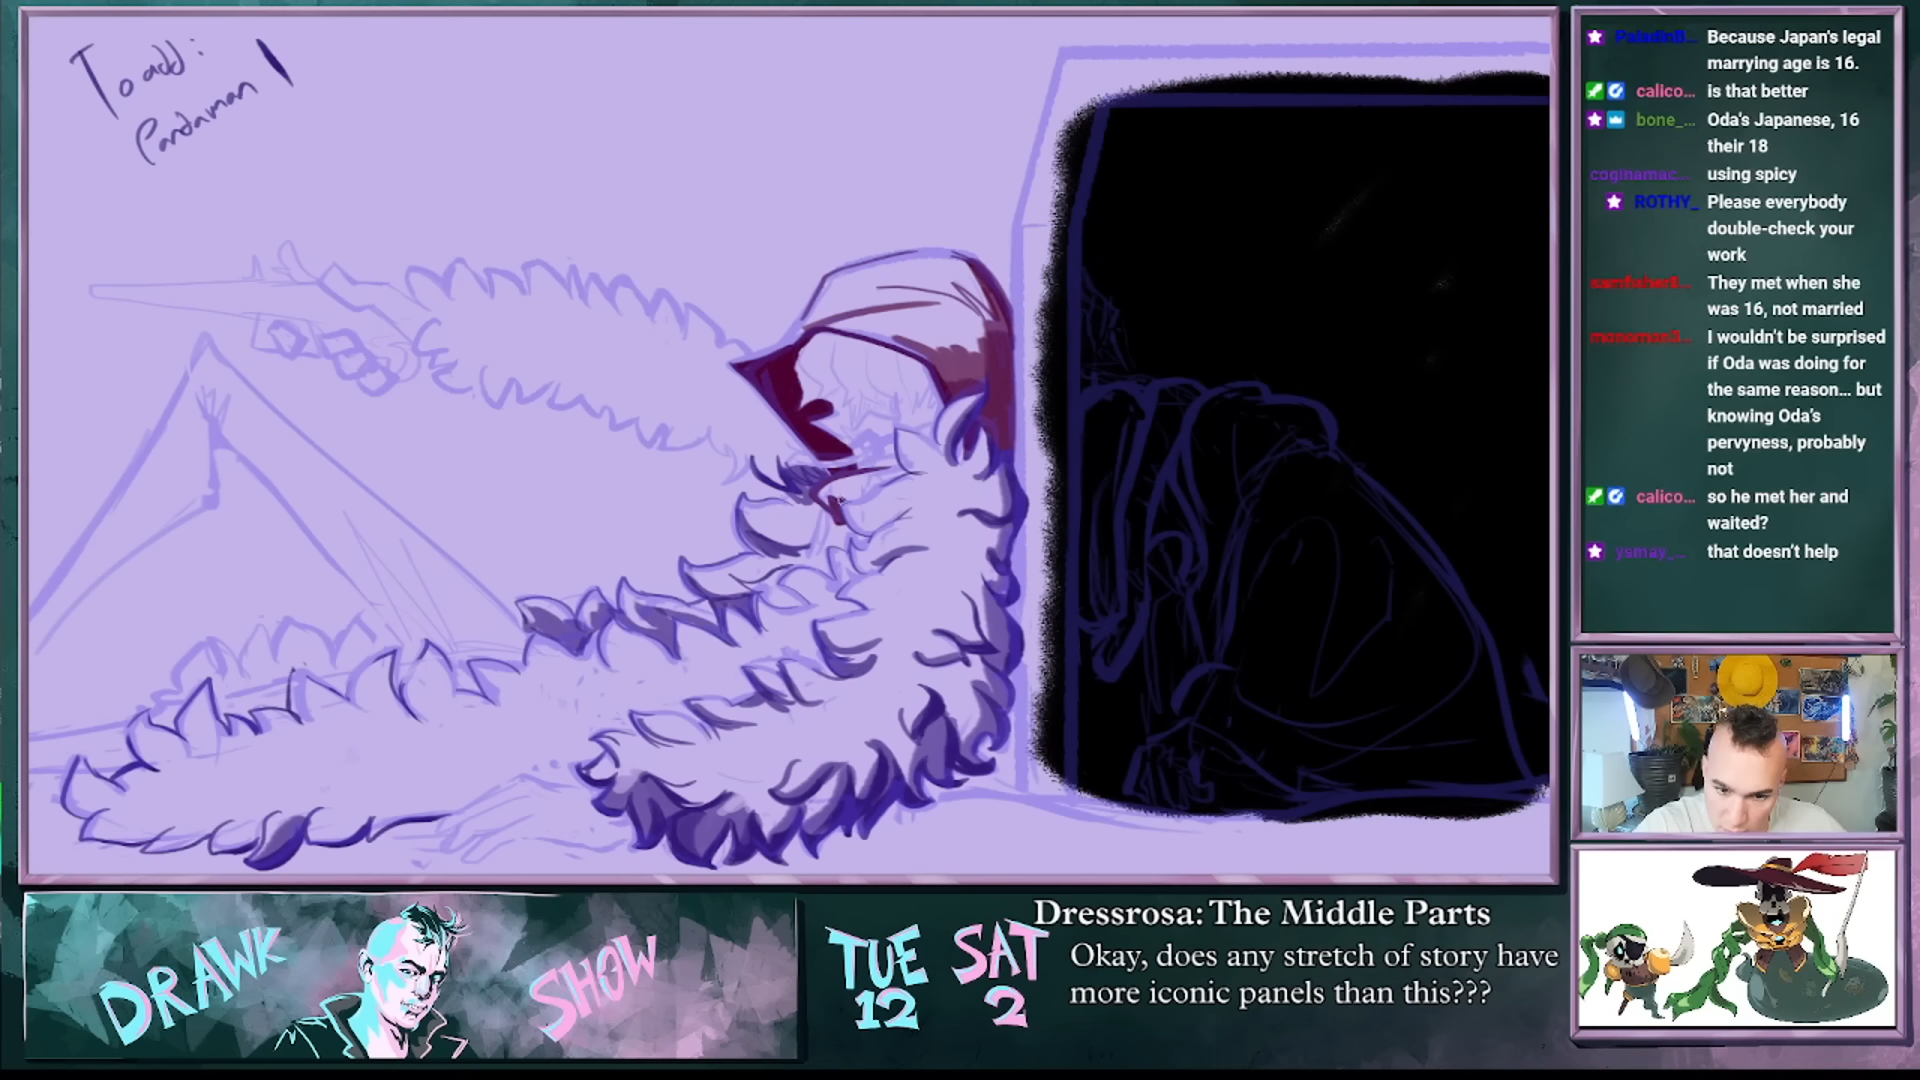 To add:
Pandaman
Because Japan's legal
marrying age is 16.
calico... is that better
bone_... Oda's Japanese, 16
their 18
coginamac... using spicy
ROTHY_ Please everybody
double-check your
work
They met when she
was 16, not married
I wouldn't be surprised
if Oda was doing for
the same reason... but
knowing Oda's
pervyness, probably
not
calico... so he met her and
waited?
ysmay_... that doesn't help
DRAWK SHOW
TUE 12
SAT 2
Dressrosa: The Middle Parts
Okay, does any stretch of story have
more iconic panels than this???